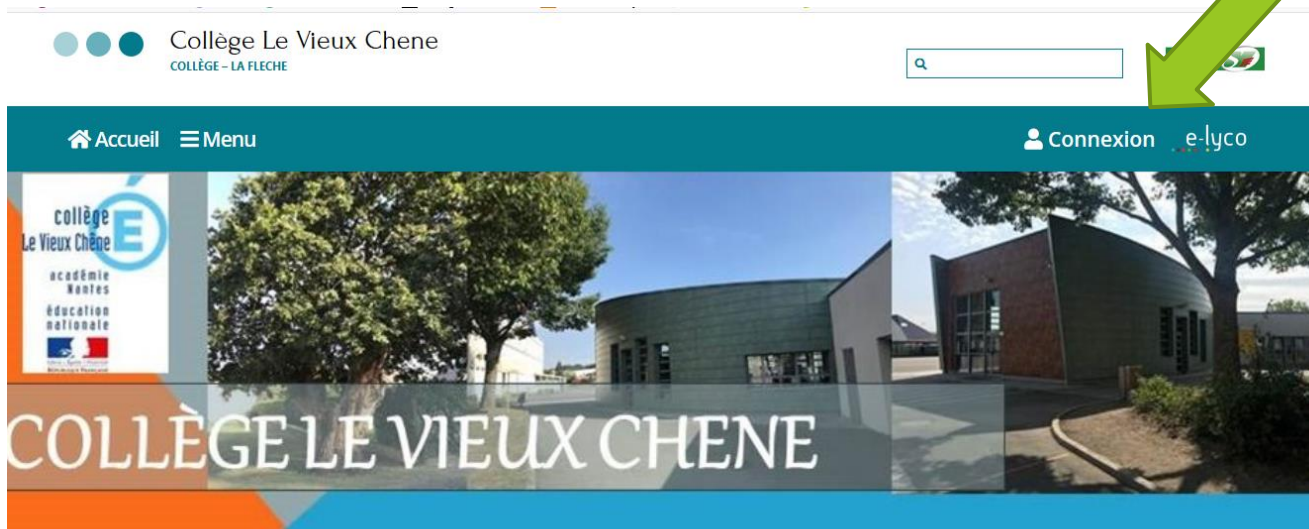 Collège Le Vieux Chene
COLLÈGE – LA FLECHE
Accueil
Menu
Connexion
e-lyco
collège
Le Vieux Chêne
académie
Nantes
éducation
nationale
COLLÈGE LE VIEUX CHENE